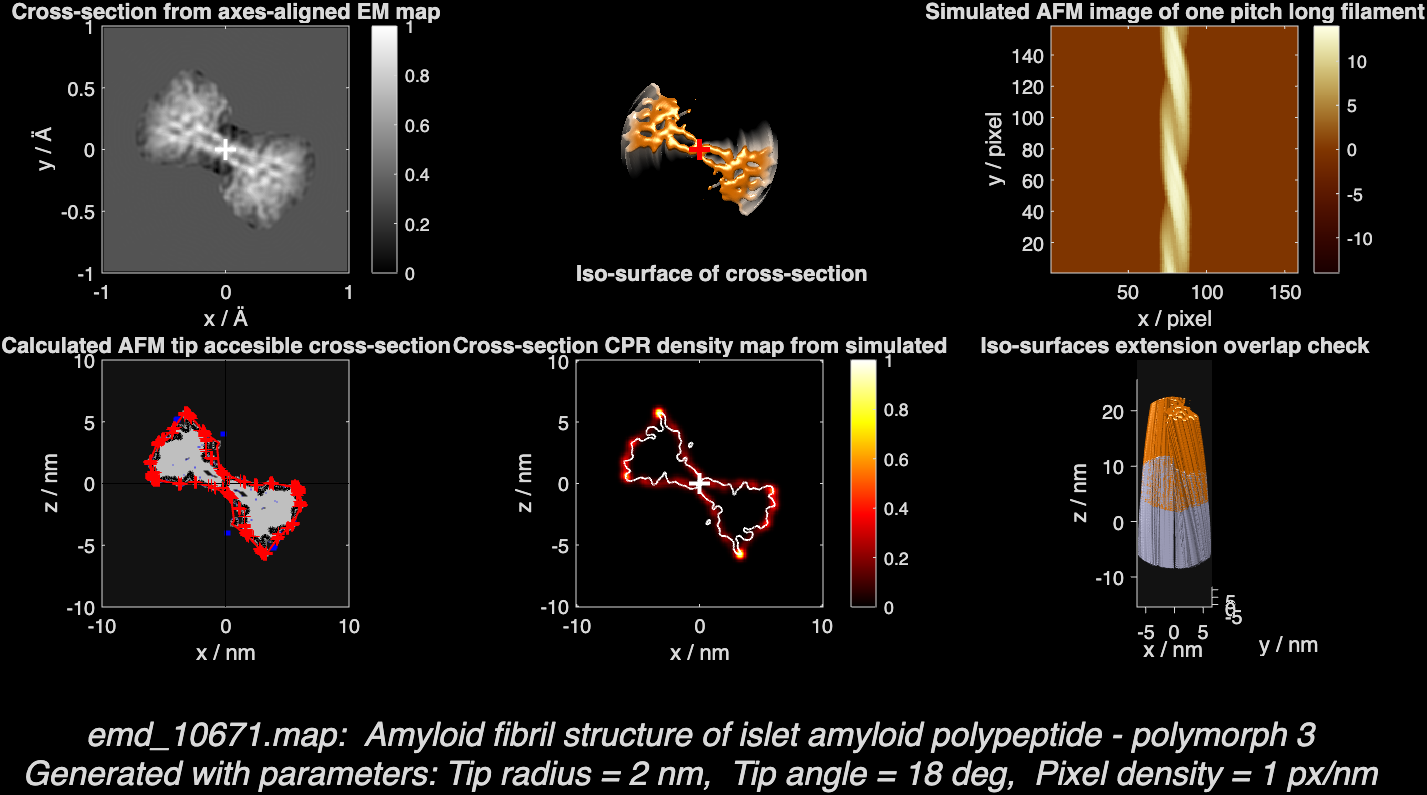 Cross-section from axes-aligned EM map
1
0.5
0
-0.5
-1
y / Ä
-1 0 1
x / Ä
1
0.8
0.6
0.4
0.2
0
Iso-surface of cross-section
Simulated AFM image of one pitch long filament
140
120
100
80
60
40
20
y / pixel
50 100 150
x / pixel
10
5
0
-5
-10
Calculated AFM tip accesible cross-section
10
5
0
-5
-10
z / nm
-10 0 10
x / nm
Cross-section CPR density map from simulated
10
5
0
-5
-10
z / nm
-10 0 10
x / nm
1
0.8
0.6
0.4
0.2
0
Iso-surfaces extension overlap check
20
10
0
-10
z / nm
-5 0 5
x / nm
5
0
-5
y / nm
emd_10671.map: Amyloid fibril structure of islet amyloid polypeptide - polymorph 3
Generated with parameters: Tip radius = 2 nm, Tip angle = 18 deg, Pixel density = 1 px/nm